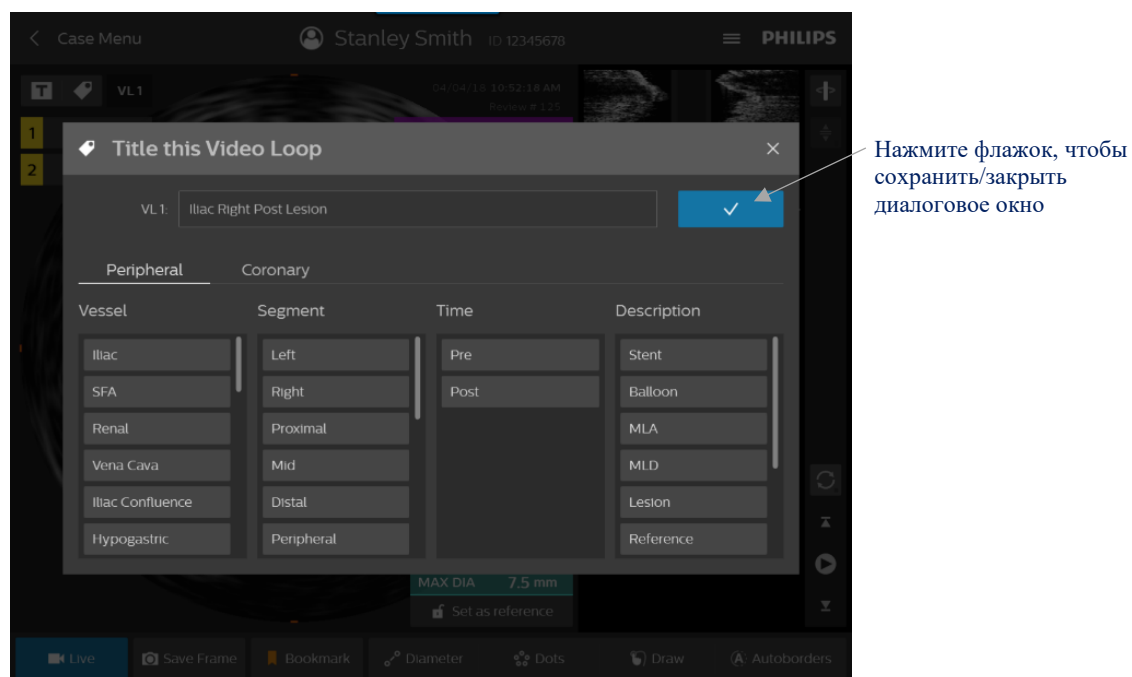 Case Menu
Stanley Smith ID 12345678
PHILIPS
T
VL1
04/04/18 10:52:18 AM
Review # 125
1
2
Title this Video Loop
VL 1:
Iliac Right Post Lesion
Нажмите флажок, чтобы
сохранить/закрыть
диалоговое окно
Peripheral
Coronary
Vessel
Segment
Time
Description
Iliac
Left
Pre
Stent
SFA
Right
Post
Balloon
Renal
Proximal
MLA
Vena Cava
Mid
MLD
Iliac Confluence
Distal
Lesion
Hypogastric
Peripheral
Reference
MAX DIA 7.5 mm
Set as reference
Live
Save Frame
Bookmark
Diameter
Dots
Draw
A Autoborders